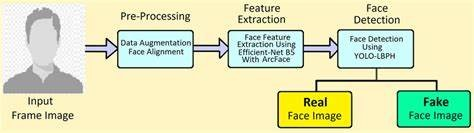 Pre-Processing
Feature
Extraction
Face
Detection
Data Augmentation
Face Alignment
Face Feature
Extraction Using
Efficient-Net B5
With ArcFace
Face Detection
Using
YOLO-LBPH
Input
Frame Image
Real
Face Image
Fake
Face Image